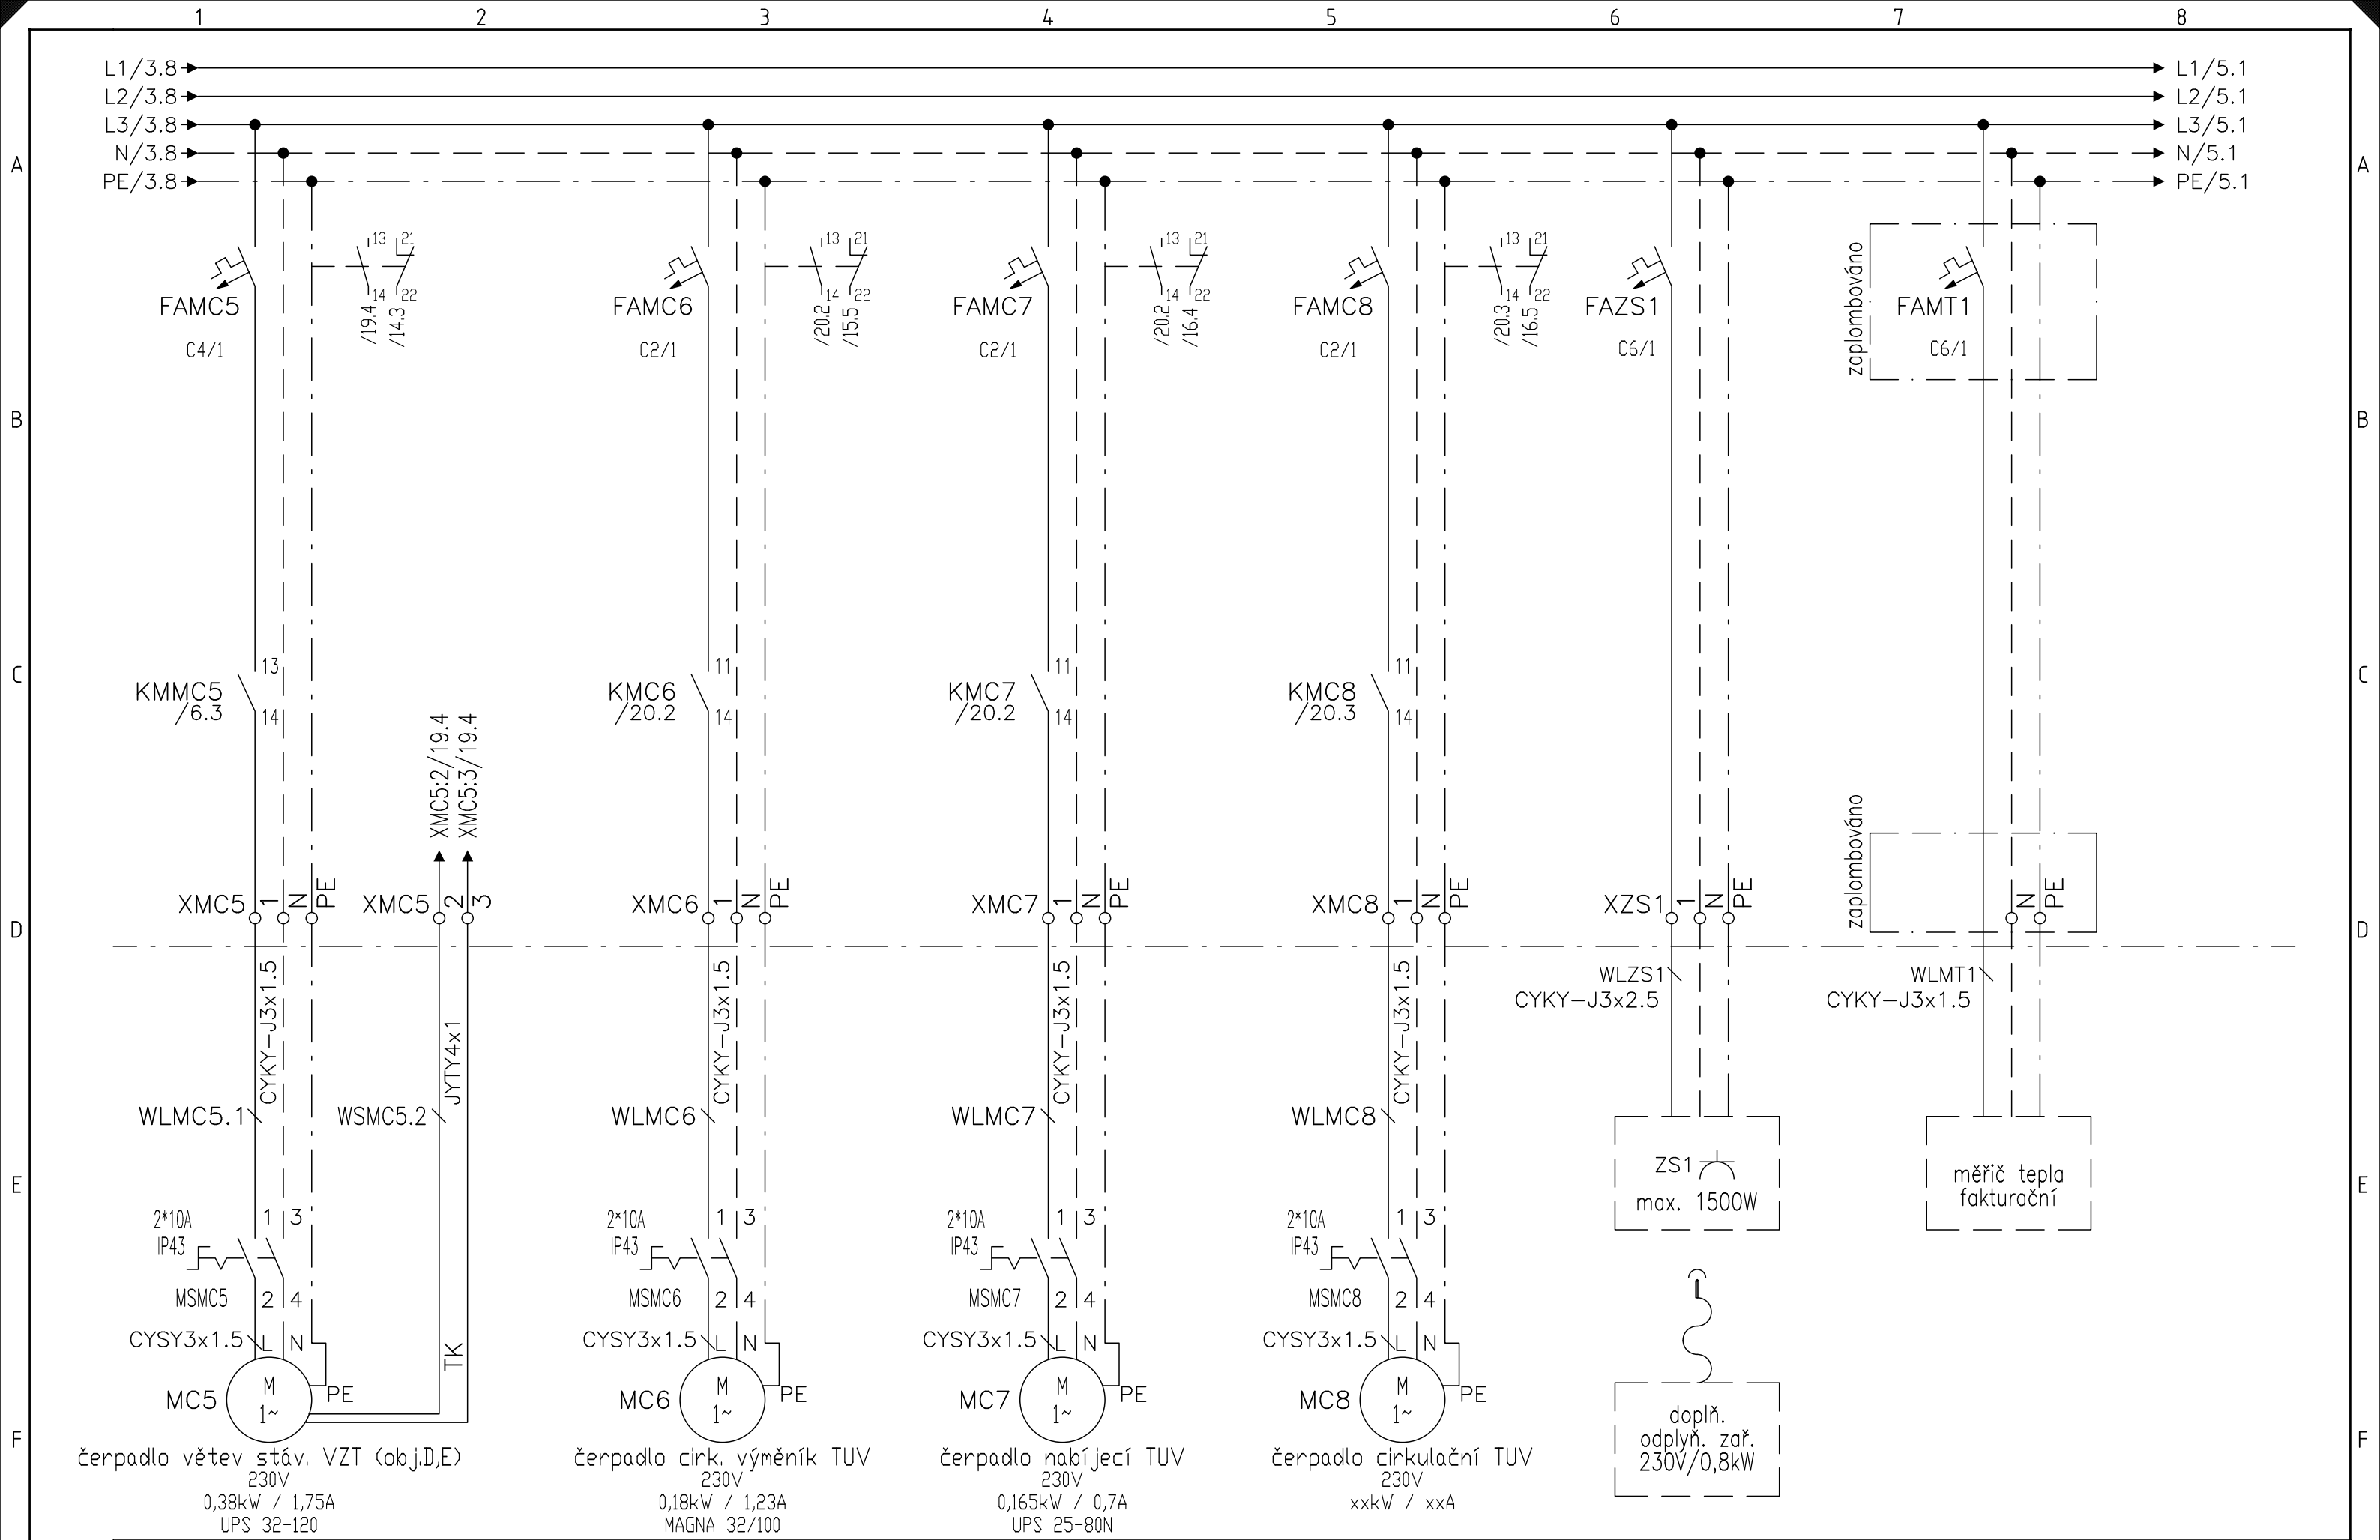 1 2 3 4 5 6 7 8
L1/3.8 L1/5.1
L2/3.8 L2/5.1
L3/3.8 L3/5.1
N/3.8 N/5.1
A PE/3.8 PE/5.1 A
13 21 13 21 13 21 13 21
14 22 14 22 14 22 14 22
FAMC5 FAMC6 FAMC7 FAMC8 FAZS1 FAMT1
/19.4 /14.3 /20.2 /15.5 /20.2 /16.4 /20.3 /16.5
zaplombováno
C4/1 C2/1 C2/1 C2/1 C6/1 C6/1
B B
13 11 11 11
C C
KMMC5 KMC6 KMC7 KMC8
/6.3 /20.2 /20.2 /20.3
14 14 14 14
XMC5:2/19.4
XMC5:3/19.4
zaplombováno
XMC5 1 N PE XMC5 2 3 XMC6 1 N PE XMC7 1 N PE XMC8 1 N PE XZS1 1 N PE N PE
D D
WLZS1 WLMT1
CYKY-J3x2.5 CYKY-J3x1.5
CYKY-J3x1.5 JYTY4x1 CYKY-J3x1.5 CYKY-J3x1.5 CYKY-J3x1.5
WLMC5.1 WSMC5.2 WLMC6 WLMC7 WLMC8
E E
ZS1
max. 1500W
měřič tepla
fakturační
2*10A 1 3 2*10A 1 3 2*10A 1 3 2*10A 1 3
IP43 IP43 IP43 IP43
MSMC5 2 4 MSMC6 2 4 MSMC7 2 4 MSMC8 2 4
CYSY3x1.5 L N CYSY3x1.5 L N CYSY3x1.5 L N CYSY3x1.5 L N
TK
MC5 M 1~ PE MC6 M 1~ PE MC7 M 1~ PE MC8 M 1~ PE
F F
doplň.
odplyň. zař.
230V/0,8kW
čerpadlo větev stáv. VZT (obj.D,E)
230V
0,38kW / 1,75A
UPS 32-120
čerpadlo cirk. výměník TUV
230V
0,18kW / 1,23A
MAGNA 32/100
čerpadlo nabíjecí TUV
230V
0,165kW / 0,7A
UPS 25-80N
čerpadlo cirkulační TUV
230V
xxkW / xxA